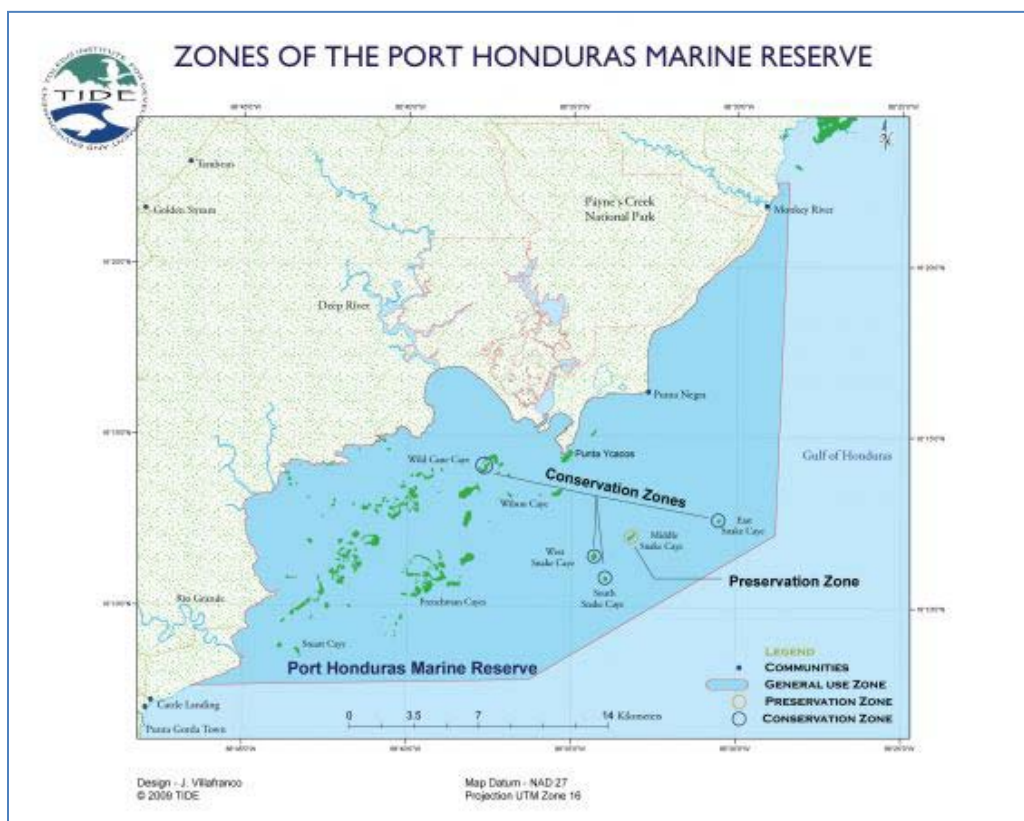 ZONES OF THE PORT HONDURAS MARINE RESERVE
TOLEDO INSTITUTE FOR DEVELOPMENT AND ENVIRONMENT
TIDE
Golden Stream
Payne's Creek
National Park
Monkey River
Deep River
Punta Negra
Gulf of Honduras
Punta Ycacos
Wild Cane Caye
Conservation Zones
Wilson Caye
East
Snake Caye
Middle
Snake Caye
West
Snake Caye
South
Snake Caye
Preservation Zone
Rio Grande
Frenchman Cayes
Stuart Caye
Port Honduras Marine Reserve
Cattle Landing
Punta Gorda Town
0 3.5 7 14 Kilometers
LEGEND
COMMUNITIES
GENERAL USE ZONE
PRESERVATION ZONE
CONSERVATION ZONE
Design - J. Villafranco
© 2009 TIDE
Map Datum - NAD 27
Projection UTM Zone 16